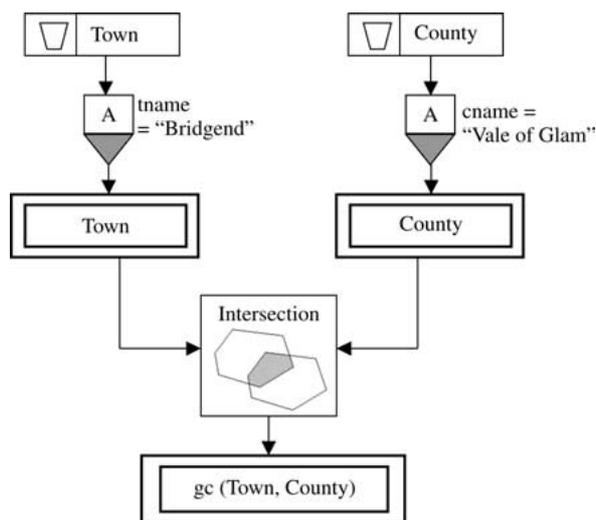 Town
County
A
tname
= “Bridgend”
A
cname =
“Vale of Glam”
Town
County
Intersection
gc (Town, County)